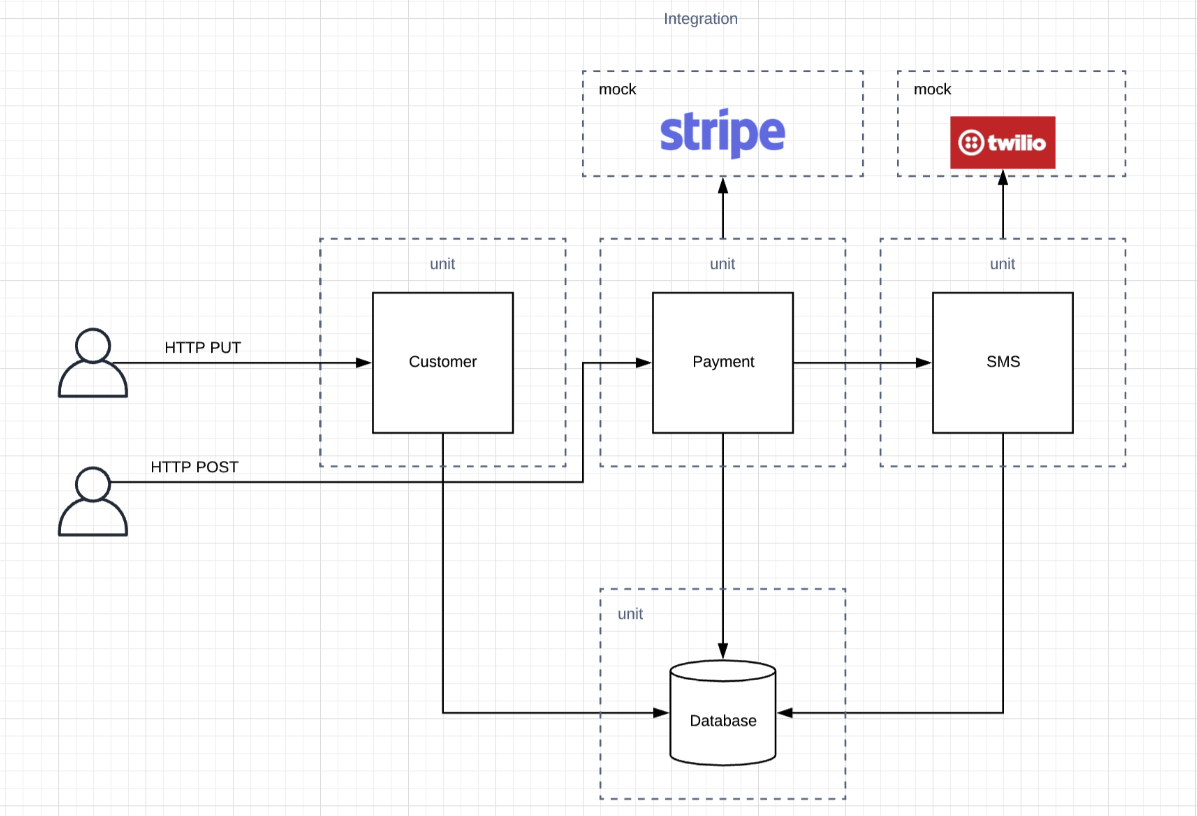 Integration
mock
stripe
mock
twilio
unit
unit
unit
HTTP PUT
Customer
Payment
SMS
HTTP POST
unit
Database